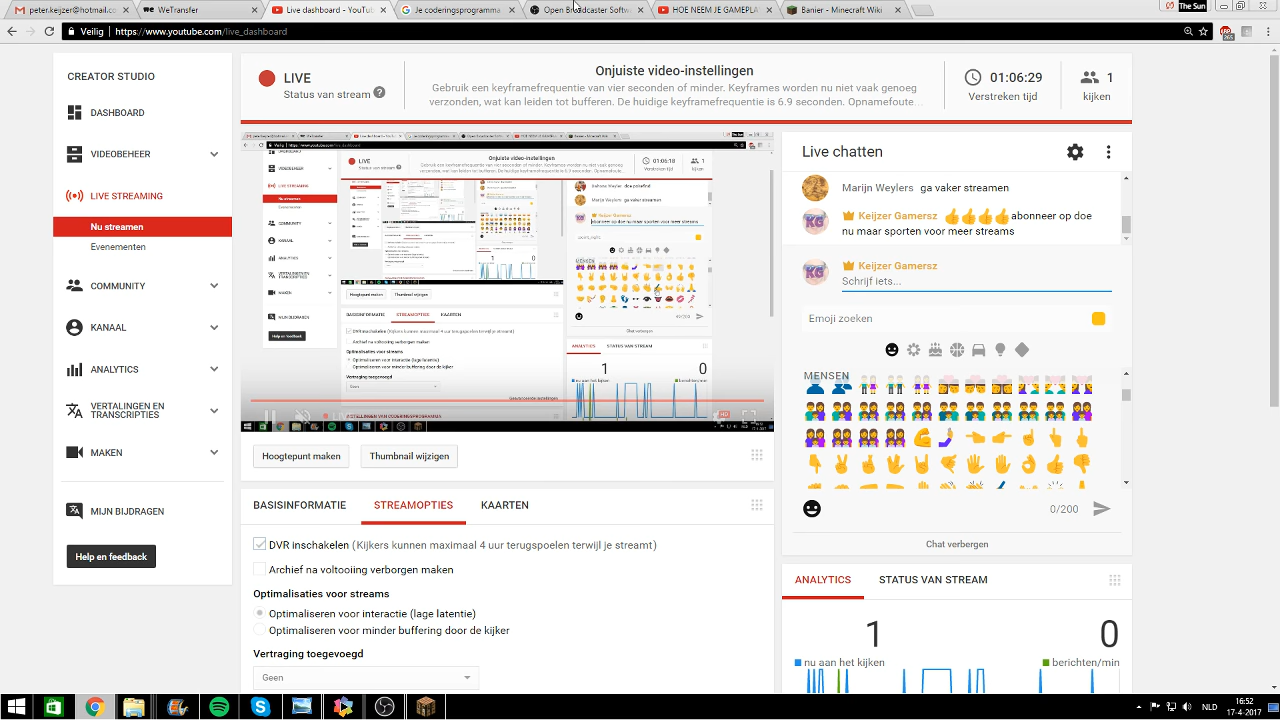 peter.keijzer@hotmail.co
WeTransfer
Live dashboard - YouTub
Je coderingsprogramma
Open Broadcaster Softwa
HOE NEEM JE GAMEPLA
Banier - Minecraft Wiki
The Sun
Veilig
https://www.youtube.com/live_dashboard
CREATOR STUDIO
DASHBOARD
VIDEOBEHEER
LIVE STREAMING
Nu streamen
Evenementen
COMMUNITY
KANAAL
ANALYTICS
VERTALINGEN EN
TRANSCRIPTIES
MAKEN
MIJN BIJDRAGEN
Help en feedback
LIVE
Status van stream
Onjuiste video-instellingen
Gebruik een keyframefrequentie van vier seconden of minder. Keyframes worden nu niet vaak genoeg
verzonden, wat kan leiden tot bufferen. De huidige keyframefrequentie is 6.9 seconden. Opnamefoute...
01:06:29
Verstreken tijd
1
kijken
Hoogtepunt maken
Thumbnail wijzigen
BASISINFORMATIE
STREAMOPTIES
KAARTEN
DVR inschakelen (Kijkers kunnen maximaal 4 uur terugspoelen terwijl je streamt)
Archief na voltooiing verborgen maken
Optimalisaties voor streams
Optimaliseren voor interactie (lage latentie)
Optimaliseren voor minder buffering door de kijker
Vertraging toegevoegd
Geen
Live chatten
Marijn Weylers ga vaker streamen
Keijzer Gamersz 👍👍👍👍abonneer op doe
nu maar sporten voor meer streams
Keijzer Gamersz
Schrijf iets...
Emoji zoeken
MENSEN
0/200
Chat verbergen
ANALYTICS
STATUS VAN STREAM
1
0
nu aan het kijken
berichten/min
NLD
16:52
17-4-2017